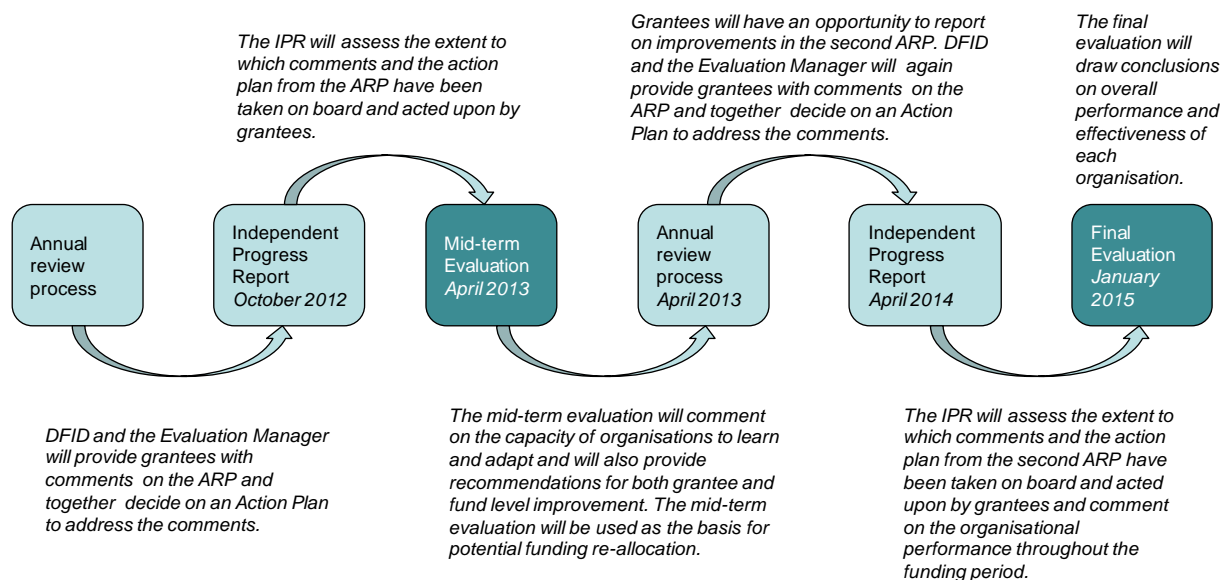 The IPR will assess the extent to
which comments and the action
plan from the ARP have been
taken on board and acted upon by
grantees.
Grantees will have an opportunity to report
on improvements in the second ARP. DFID
and the Evaluation Manager will again
provide grantees with comments on the
ARP and together decide on an Action
Plan to address the comments.
The final
evaluation will
draw conclusions
on overall
performance and
effectiveness of
each
organisation.
Annual
review
process
Independent
Progress
Report
October 2012
Mid-term
Evaluation
April 2013
Annual
review
process
April 2013
Independent
Progress
Report
April 2014
Final
Evaluation
January
2015
DFID and the Evaluation Manager
will provide grantees with
comments on the ARP and
together decide on an Action Plan
to address the comments.
The mid-term evaluation will comment
on the capacity of organisations to learn
and adapt and will also provide
recommendations for both grantee and
fund level improvement. The mid-term
evaluation will be used as the basis for
potential funding re-allocation.
The IPR will assess the extent to
which comments and the action
plan from the second ARP have
been taken on board and acted
upon by grantees and comment
on the organisational
performance throughout the
funding period.